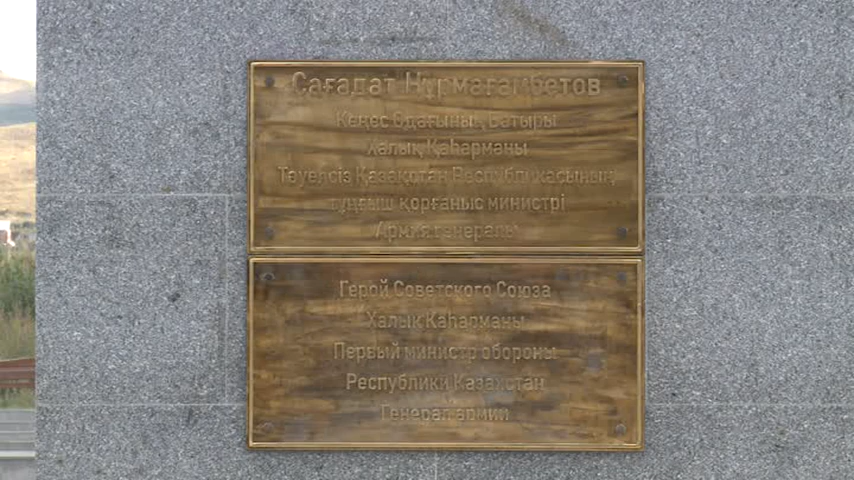 Сағадат Нұрмағамбетов
Кеңес Одағының Батыры
Халық Қаһарманы
Тәуелсіз Қазақстан Республикасының
тұңғыш қорғаныс министрі
Армия генералы
Герой Советского Союза
Халық Каһарманы
Первый министр обороны
Республики Казахстан
Генерал армии